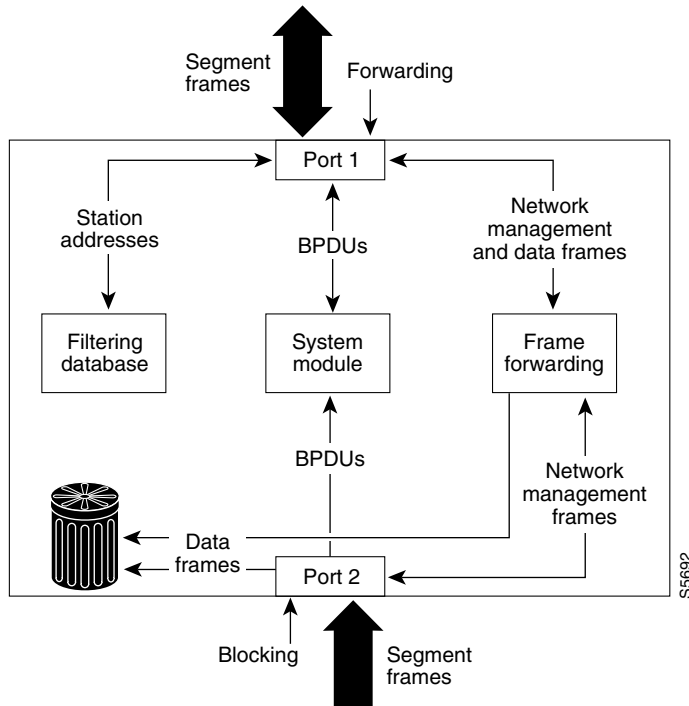 Segment
frames
Forwarding
Port 1
Station
addresses
BPDUs
Network
management
and data frames
Filtering
database
System
module
Frame
forwarding
BPDUs
Network
management
frames
Data
frames
Port 2
Blocking
Segment
frames
S5692